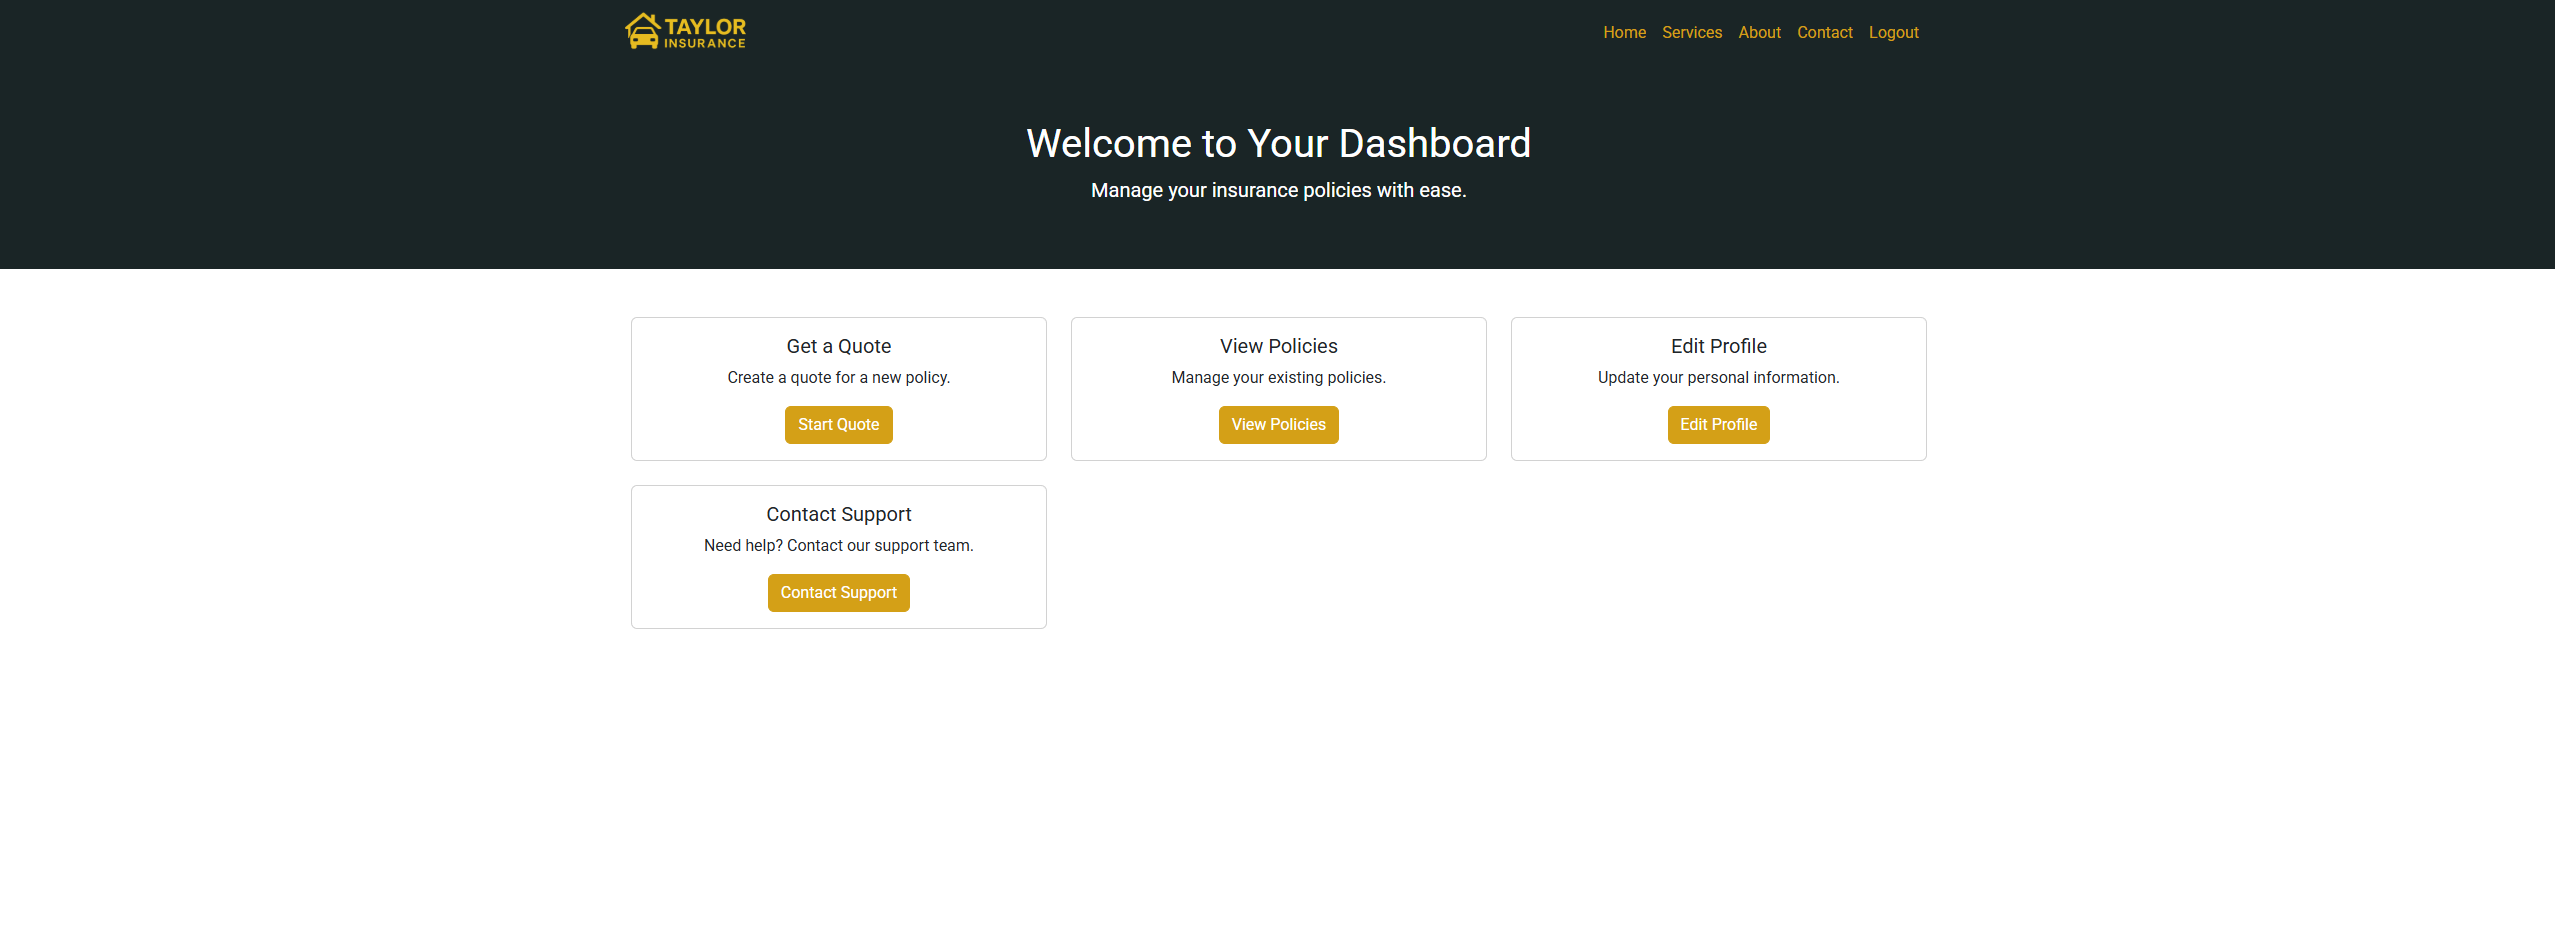 TAYLOR
INSURANCE
Home Services About Contact Logout
Welcome to Your Dashboard
Manage your insurance policies with ease.
Get a Quote
Create a quote for a new policy.
Start Quote
View Policies
Manage your existing policies.
View Policies
Edit Profile
Update your personal information.
Edit Profile
Contact Support
Need help? Contact our support team.
Contact Support